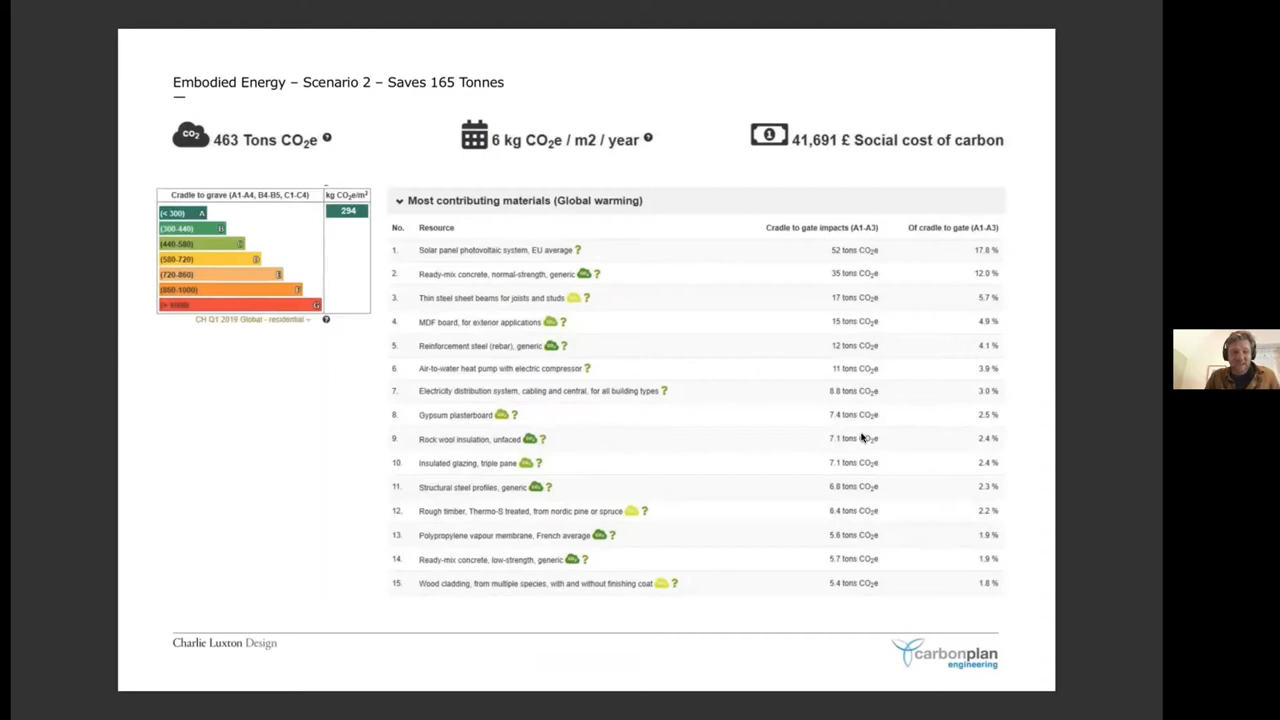 Embodied Energy – Scenario 2 – Saves 165 Tonnes
CO2 463 Tons CO2e ?
6 kg CO2e / m2 / year ?
1 41,691 £ Social cost of carbon
Cradle to grave (A1-A4, B4-B5, C1-C4) kg CO2e/m²
(< 300) A 294
(300-440) B
(440-580) C
(580-720) D
(720-860) E
(860-1000) F
(> 1000) G
CH Q1 2019 Global - residential – ?
Most contributing materials (Global warming)
No. Resource Cradle to gate impacts (A1-A3) Of cradle to gate (A1-A3)
1. Solar panel photovoltaic system, EU average ? 52 tons CO2e 17.8 %
2. Ready-mix concrete, normal-strength, generic ? 35 tons CO2e 12.0 %
3. Thin steel sheet beams for joists and studs ? 17 tons CO2e 5.7 %
4. MDF board, for exterior applications ? 15 tons CO2e 4.9 %
5. Reinforcement steel (rebar), generic ? 12 tons CO2e 4.1 %
6. Air-to-water heat pump with electric compressor ? 11 tons CO2e 3.9 %
7. Electricity distribution system, cabling and central, for all building types ? 8.8 tons CO2e 3.0 %
8. Gypsum plasterboard ? 7.4 tons CO2e 2.5 %
9. Rock wool insulation, unfaced ? 7.1 tons CO2e 2.4 %
10. Insulated glazing, triple pane ? 7.1 tons CO2e 2.4 %
11. Structural steel profiles, generic ? 6.8 tons CO2e 2.3 %
12. Rough timber, Thermo-S treated, from nordic pine or spruce ? 6.4 tons CO2e 2.2 %
13. Polypropylene vapour membrane, French average ? 5.6 tons CO2e 1.9 %
14. Ready-mix concrete, low-strength, generic ? 5.7 tons CO2e 1.9 %
15. Wood cladding, from multiple species, with and without finishing coat ? 5.4 tons CO2e 1.8 %
Charlie Luxton Design
carbonplan
engineering